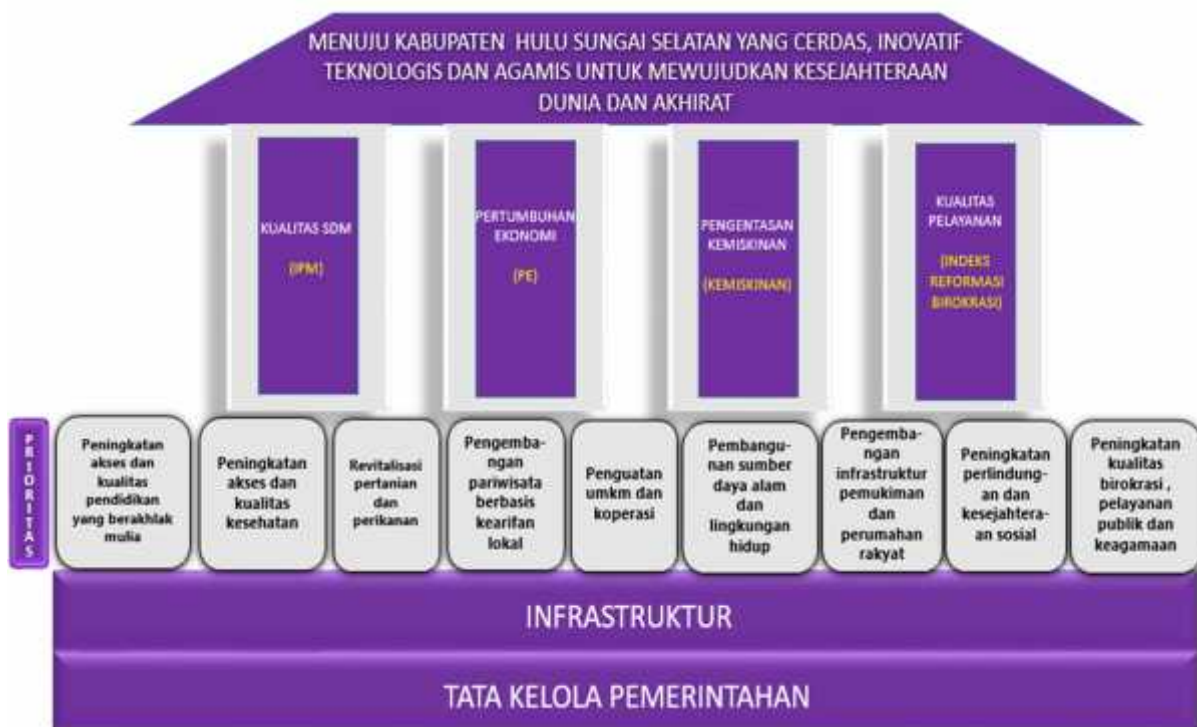 MENUJU KABUPATEN HULU SUNGAI SELATAN YANG CERDAS, INOVATIF
TEKNOLOGIS DAN AGAMIS UNTUK MEWUJUDKAN KESEJAHTERAAN
DUNIA DAN AKHIRAT
KUALITAS SDM
(IPM)
PERTUMBUHAN
EKONOMI
(PE)
PENGENTASAN
KEMISKINAN
(KEMISKINAN)
KUALITAS
PELAYANAN
(INDEKS
REFORMASI
BIROKRASI)
PRIORITAS
Peningkatan
akses dan
kualitas
pendidikan
yang berakhlak
mulia
Peningkatan
akses dan
kualitas
kesehatan
Revitalisasi
pertanian
dan
perikanan
Pengemba-
ngan
pariwisata
berbasis
kearifan
lokal
Penguatan
umkm dan
koperasi
Pembangu-
nan sumber
daya alam
dan
lingkungan
hidup
Pengemba-
ngan
infrastruktur
pemukiman
dan
perumahan
rakyat
Peningkatan
perlindung-
an dan
kesejahtera-
an sosial
Peningkatan
kualitas
birokrasi ,
pelayanan
publik dan
keagamaan
INFRASTRUKTUR
TATA KELOLA PEMERINTAHAN